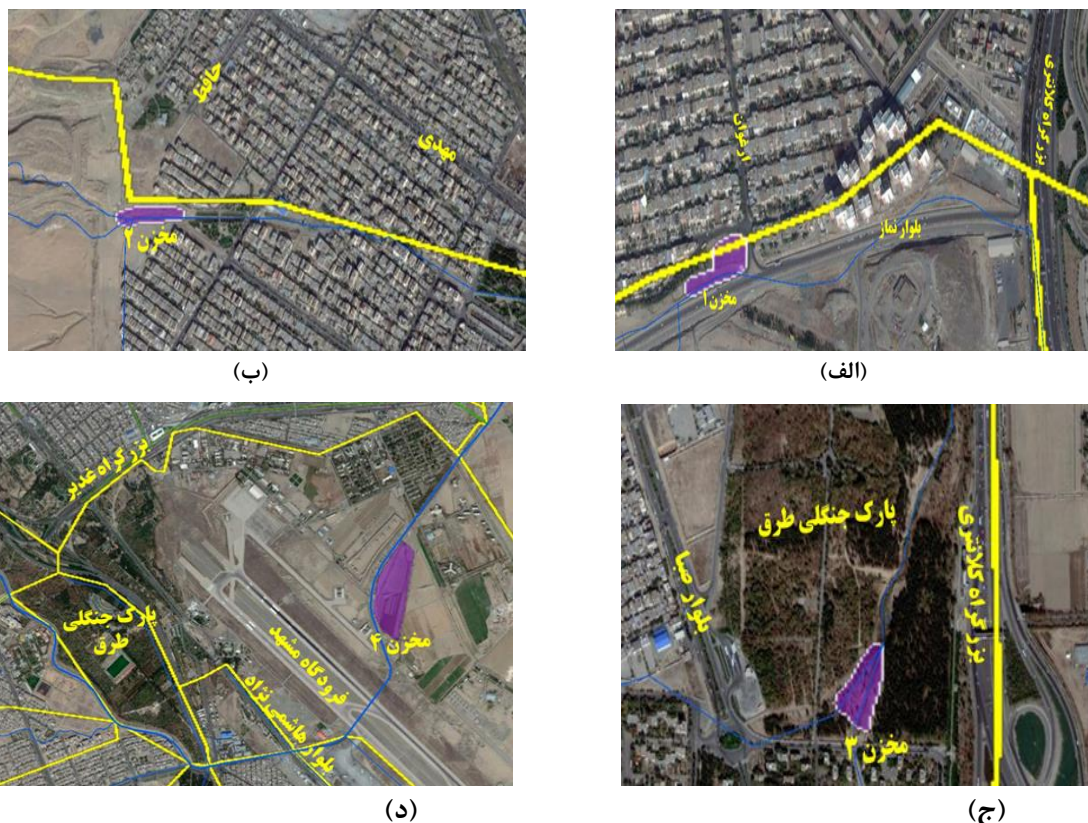 بزرگراه کلانتری
ارغوان
بلوار نماز
مخزن ۱
(الف)
حافظ
مهدی
مخزن ۲
(ب)
پارک جنگلی طرق
بلوار صبا
بزرگراه کلانتری
مخزن ۳
(ج)
بزرگراه غدیر
پارک جنگلی
طرق
فرودگاه مشهد
مخزن ۴
بلوار هاشمی نژاد
(د)